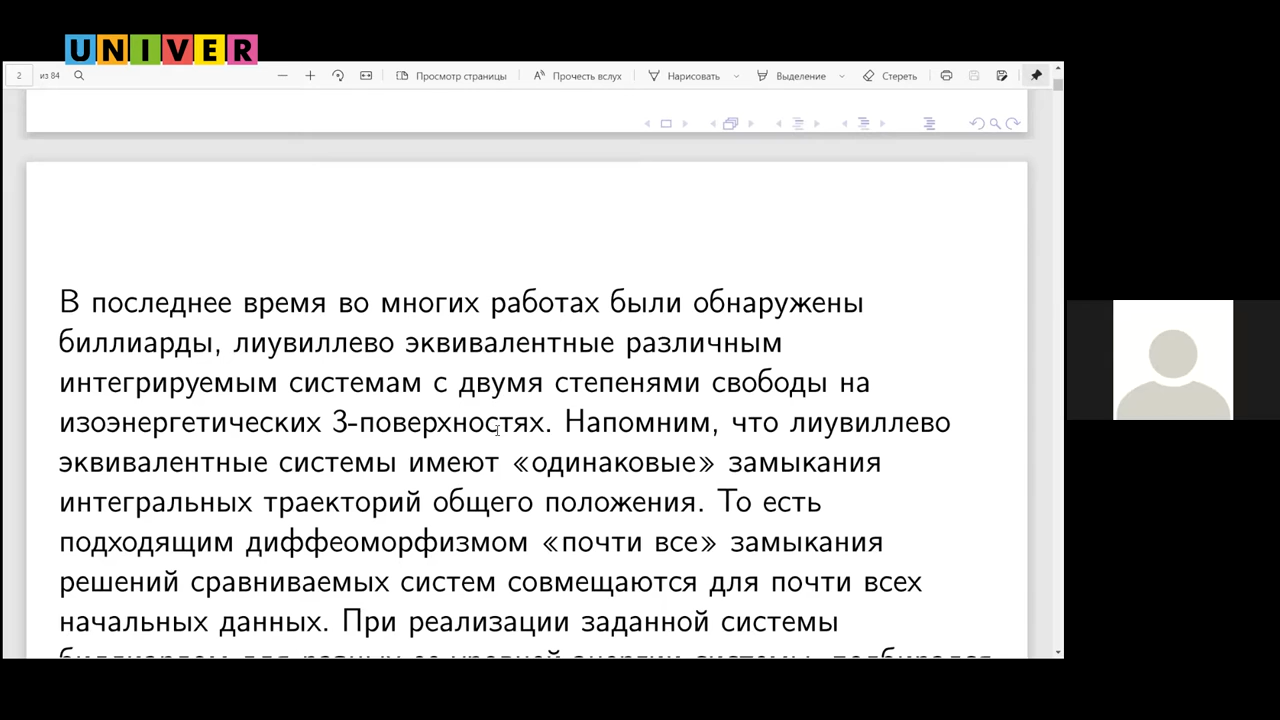 UNIVER
2 из 84 Просмотр страницы Прочесть вслух Нарисовать Выделение Стереть
В последнее время во многих работах были обнаружены
биллиарды, лиувиллево эквивалентные различным
интегрируемым системам с двумя степенями свободы на
изоэнергетических 3-поверхностях. Напомним, что лиувиллево
эквивалентные системы имеют «одинаковые» замыкания
интегральных траекторий общего положения. То есть
подходящим диффеоморфизмом «почти все» замыкания
решений сравниваемых систем совмещаются для почти всех
начальных данных. При реализации заданной системы